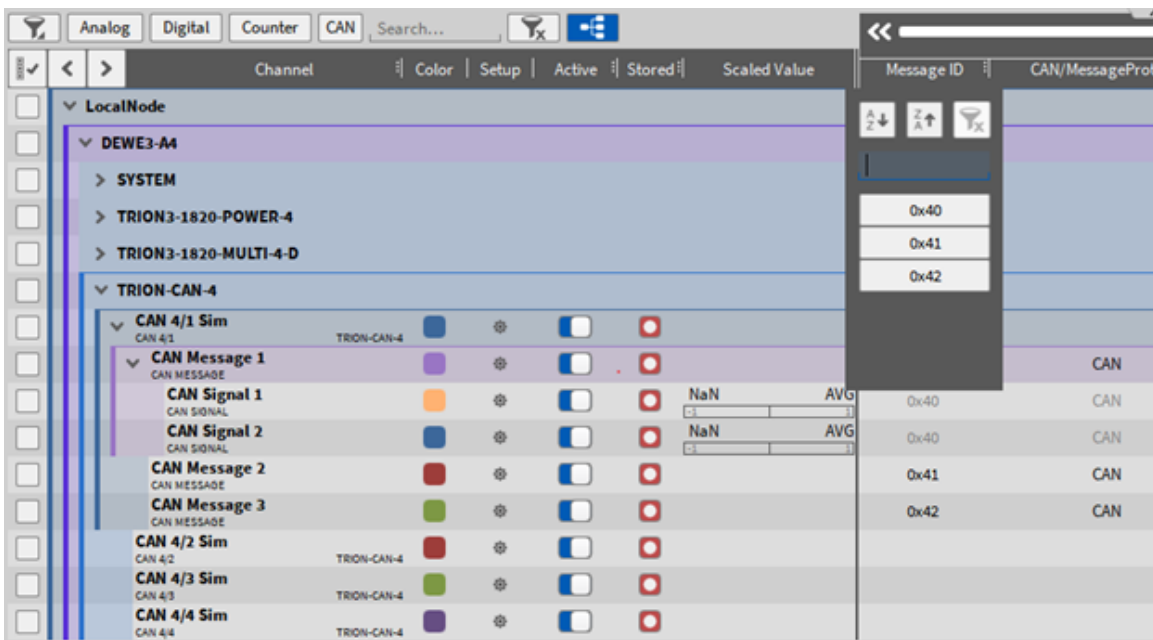 Analog Digital Counter CAN Search...
Channel Color Setup Active Stored Scaled Value Message ID
LocalNode
DEWE3-A4
SYSTEM
TRION3-1820-POWER-4
0x40
0x41
TRION3-1820-MULTI-4-D
0x42
TRION-CAN-4
CAN 4/1 Sim
CAN 4/1 TRION-CAN-4
CAN Message 1 CAN
CAN MESSAGE
CAN Signal 1 NaN AVG 0x40 CAN
CAN SIGNAL -1 1
CAN Signal 2 NaN AVG 0x40 CAN
CAN SIGNAL -1 1
CAN Message 2 0x41 CAN
CAN MESSAGE
CAN Message 3 0x42 CAN
CAN MESSAGE
CAN 4/2 Sim
CAN 4/2 TRION-CAN-4
CAN 4/3 Sim
CAN 4/3 TRION-CAN-4
CAN 4/4 Sim
CAN 4/4 TRION-CAN-4